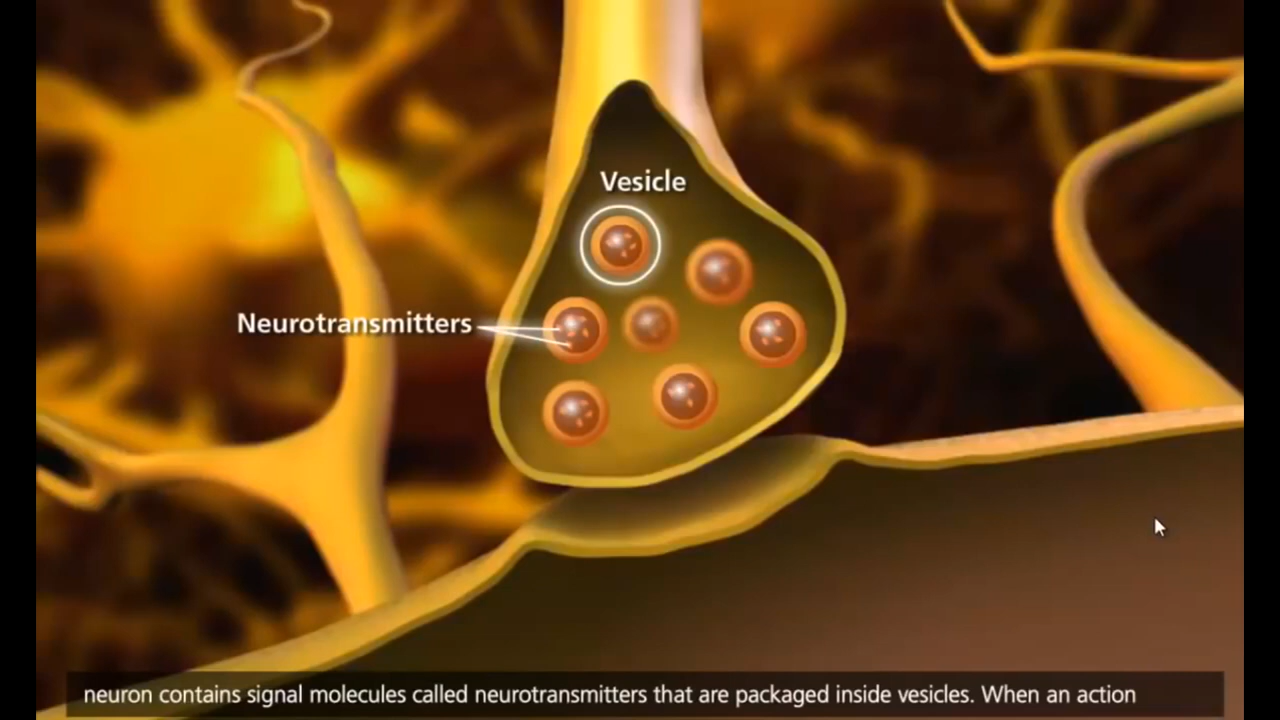 Vesicle
Neurotransmitters
neuron contains signal molecules called neurotransmitters that are packaged inside vesicles. When an action